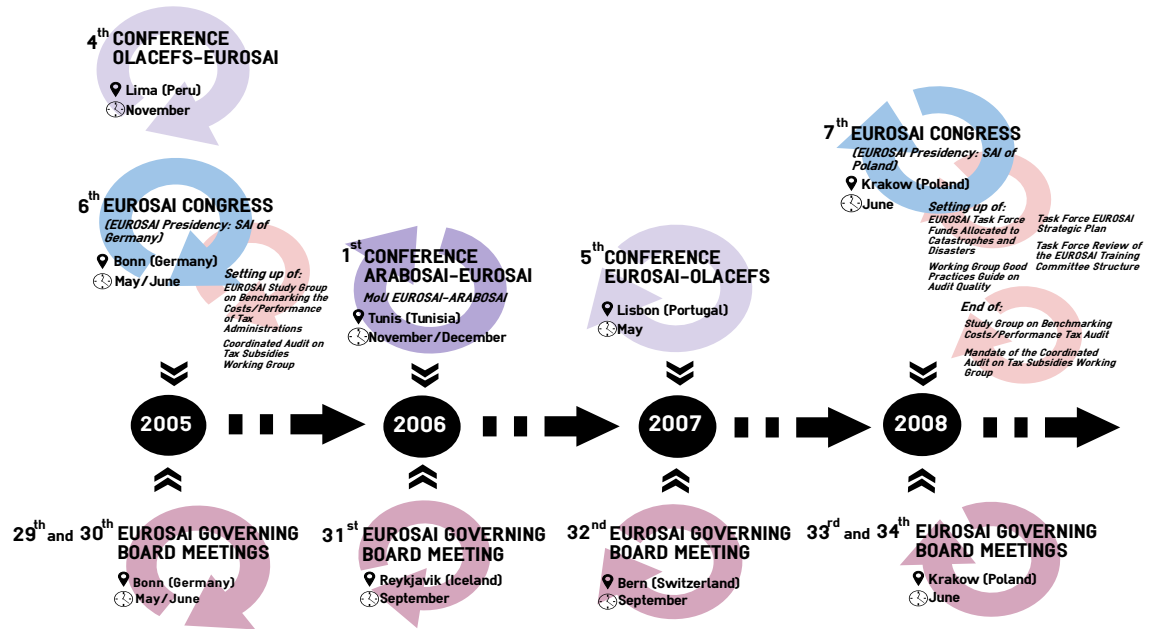 4th CONFERENCE
OLACEFS-EUROSAI
Lima (Peru)
November
6th EUROSAI CONGRESS
(EUROSAI Presidency: SAI of
Germany)
Bonn (Germany)
May/June
Setting up of:
EUROSAI Study Group
on Benchmarking the
Costs/Performance
of Tax
Administrations
Coordinated Audit on
Tax Subsidies
Working Group
1st CONFERENCE
ARABOSAI-EUROSAI
MoU EUROSAI-ARABOSAI
Tunis (Tunisia)
November/December
5th CONFERENCE
EUROSAI-OLACEFS
Lisbon (Portugal)
May
7th EUROSAI CONGRESS
(EUROSAI Presidency: SAI of
Poland)
Krakow (Poland)
June
Setting up of:
EUROSAI Task Force
Funds Allocated to
Catastrophes and
Disasters
Working Group Good
Practices Guide on
Audit Quality
Task Force EUROSAI
Strategic Plan
Task Force Review of
the EUROSAI Training
Committee Structure
End of:
Study Group on Benchmarking
Costs/Performance Tax Audit
Mandate of the Coordinated
Audit on Tax Subsidies Working
Group
2005
2006
2007
2008
29th and 30th EUROSAI GOVERNING
BOARD MEETINGS
Bonn (Germany)
May/June
31st EUROSAI GOVERNING
BOARD MEETING
Reykjavik (Iceland)
September
32nd EUROSAI GOVERNING
BOARD MEETING
Bern (Switzerland)
September
33rd and 34th EUROSAI GOVERNING
BOARD MEETINGS
Krakow (Poland)
June